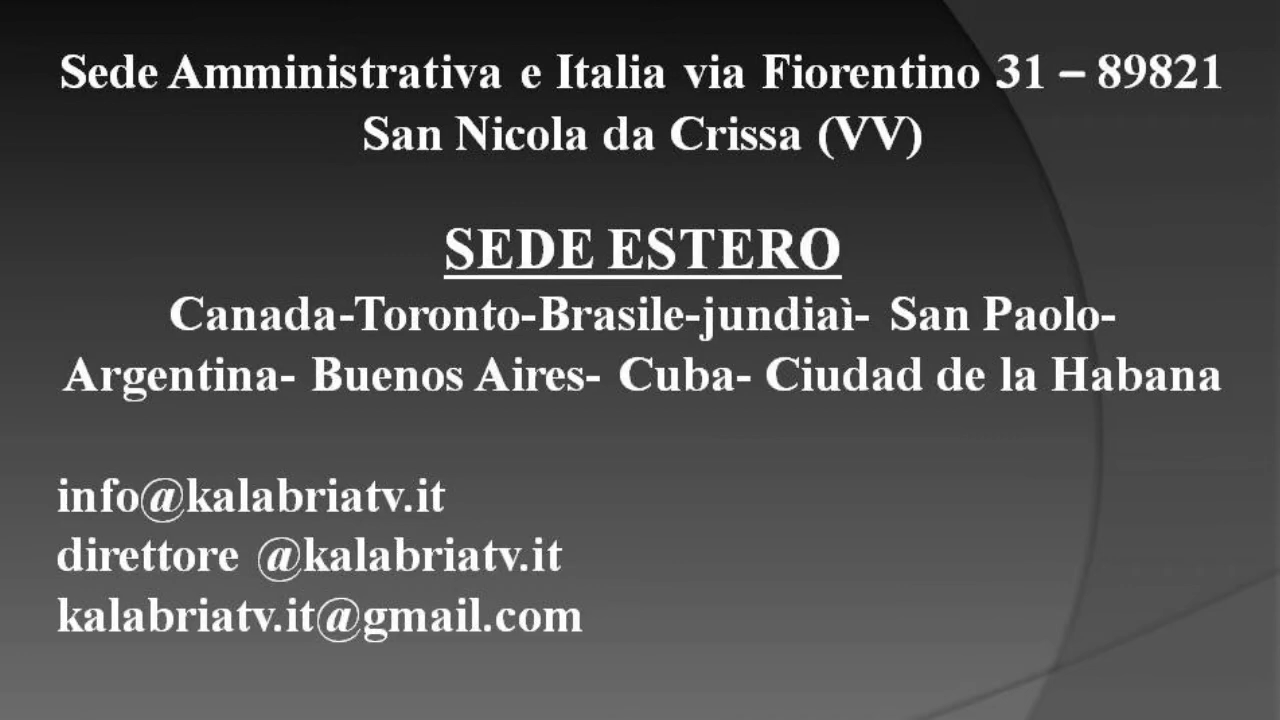 Sede Amministrativa e Italia via Fiorentino 31 – 89821
San Nicola da Crissa (VV)
SEDE ESTERO
Canada-Toronto-Brasile-jundiaì- San Paolo-
Argentina- Buenos Aires- Cuba- Ciudad de la Habana
info@kalabriatv.it
direttore @kalabriatv.it
kalabriatv.it@gmail.com